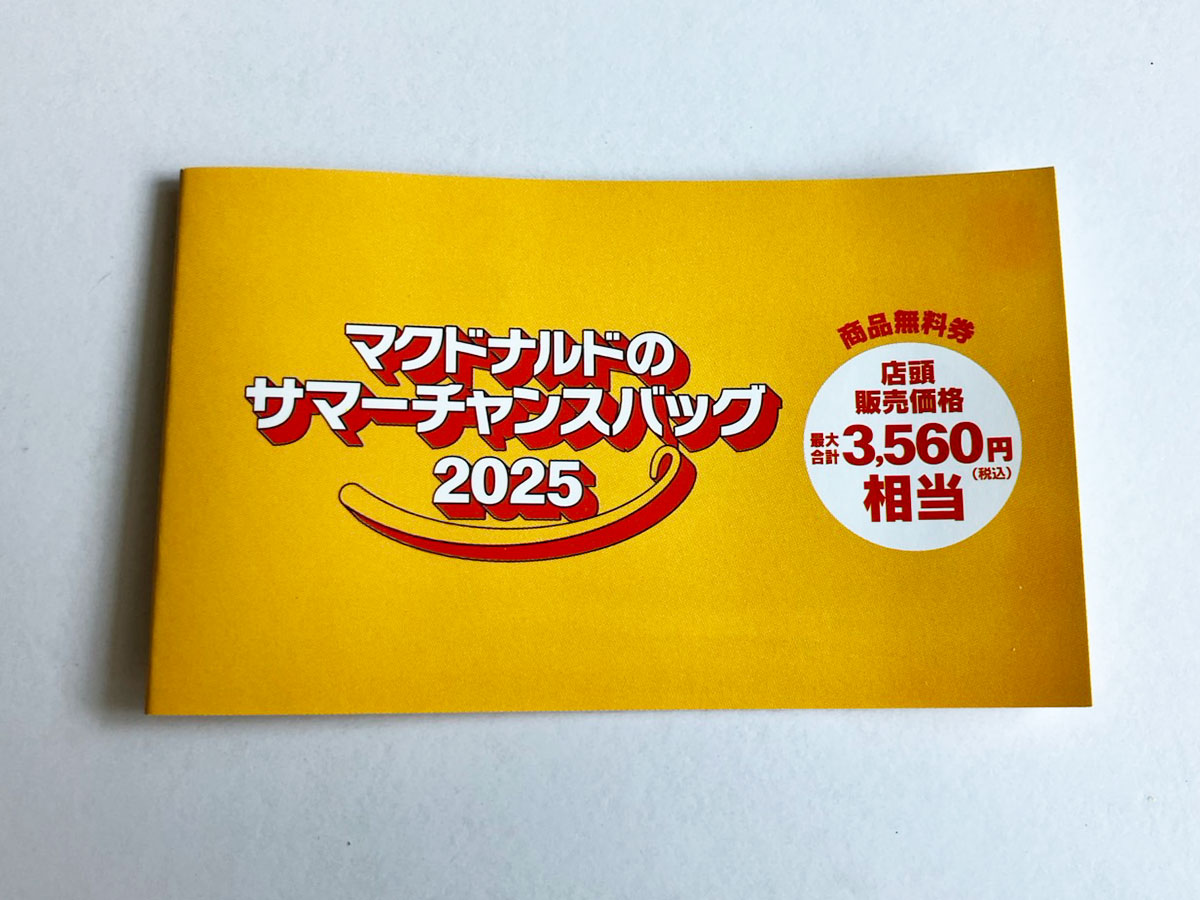 マクドナルドの
サマーチャンスバッグ
2025
商品無料券
店頭
販売価格
最大
合計
3,560円
(税込)
相当